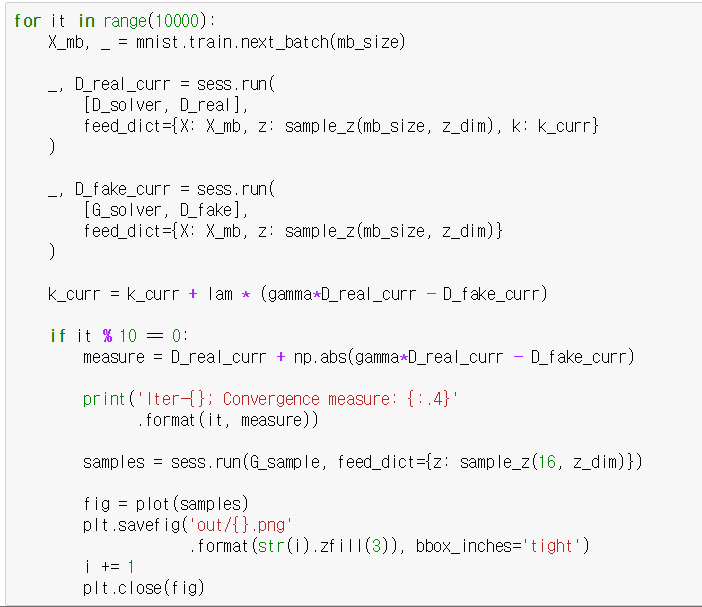 for it in range(10000):
    X_mb, _ = mnist.train.next_batch(mb_size)

    _, D_real_curr = sess.run(
        [D_solver, D_real],
        feed_dict={X: X_mb, z: sample_z(mb_size, z_dim), k: k_curr}
    )

    _, D_fake_curr = sess.run(
        [G_solver, D_fake],
        feed_dict={X: X_mb, z: sample_z(mb_size, z_dim)}
    )

    k_curr = k_curr + lam * (gamma*D_real_curr - D_fake_curr)

    if it % 10 == 0:
        measure = D_real_curr + np.abs(gamma*D_real_curr - D_fake_curr)

        print('Iter-{}; Convergence measure: {:.4}'
              .format(it, measure))

        samples = sess.run(G_sample, feed_dict={z: sample_z(16, z_dim)})

        fig = plot(samples)
        plt.savefig('out/{}.png'
                    .format(str(i).zfill(3)), bbox_inches='tight')
        i += 1
        plt.close(fig)